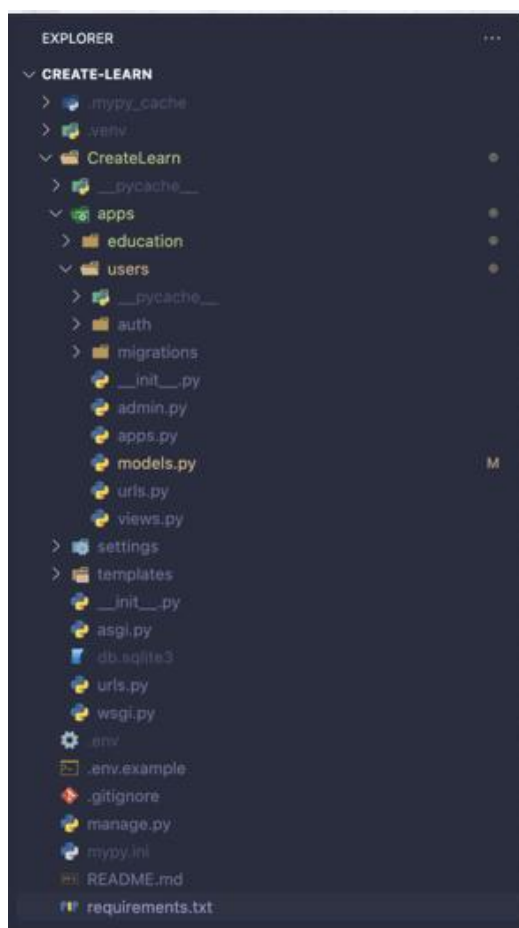 EXPLORER
CREATE-LEARN
.mypy_cache
.venv
CreateLearn
__pycache__
apps
education
users
__pycache__
auth
migrations
__init__.py
admin.py
apps.py
models.py M
urls.py
views.py
settings
templates
__init__.py
asgi.py
db.sqlite3
urls.py
wsgi.py
.env
.env.example
.gitignore
manage.py
mypy.ini
README.md
requirements.txt